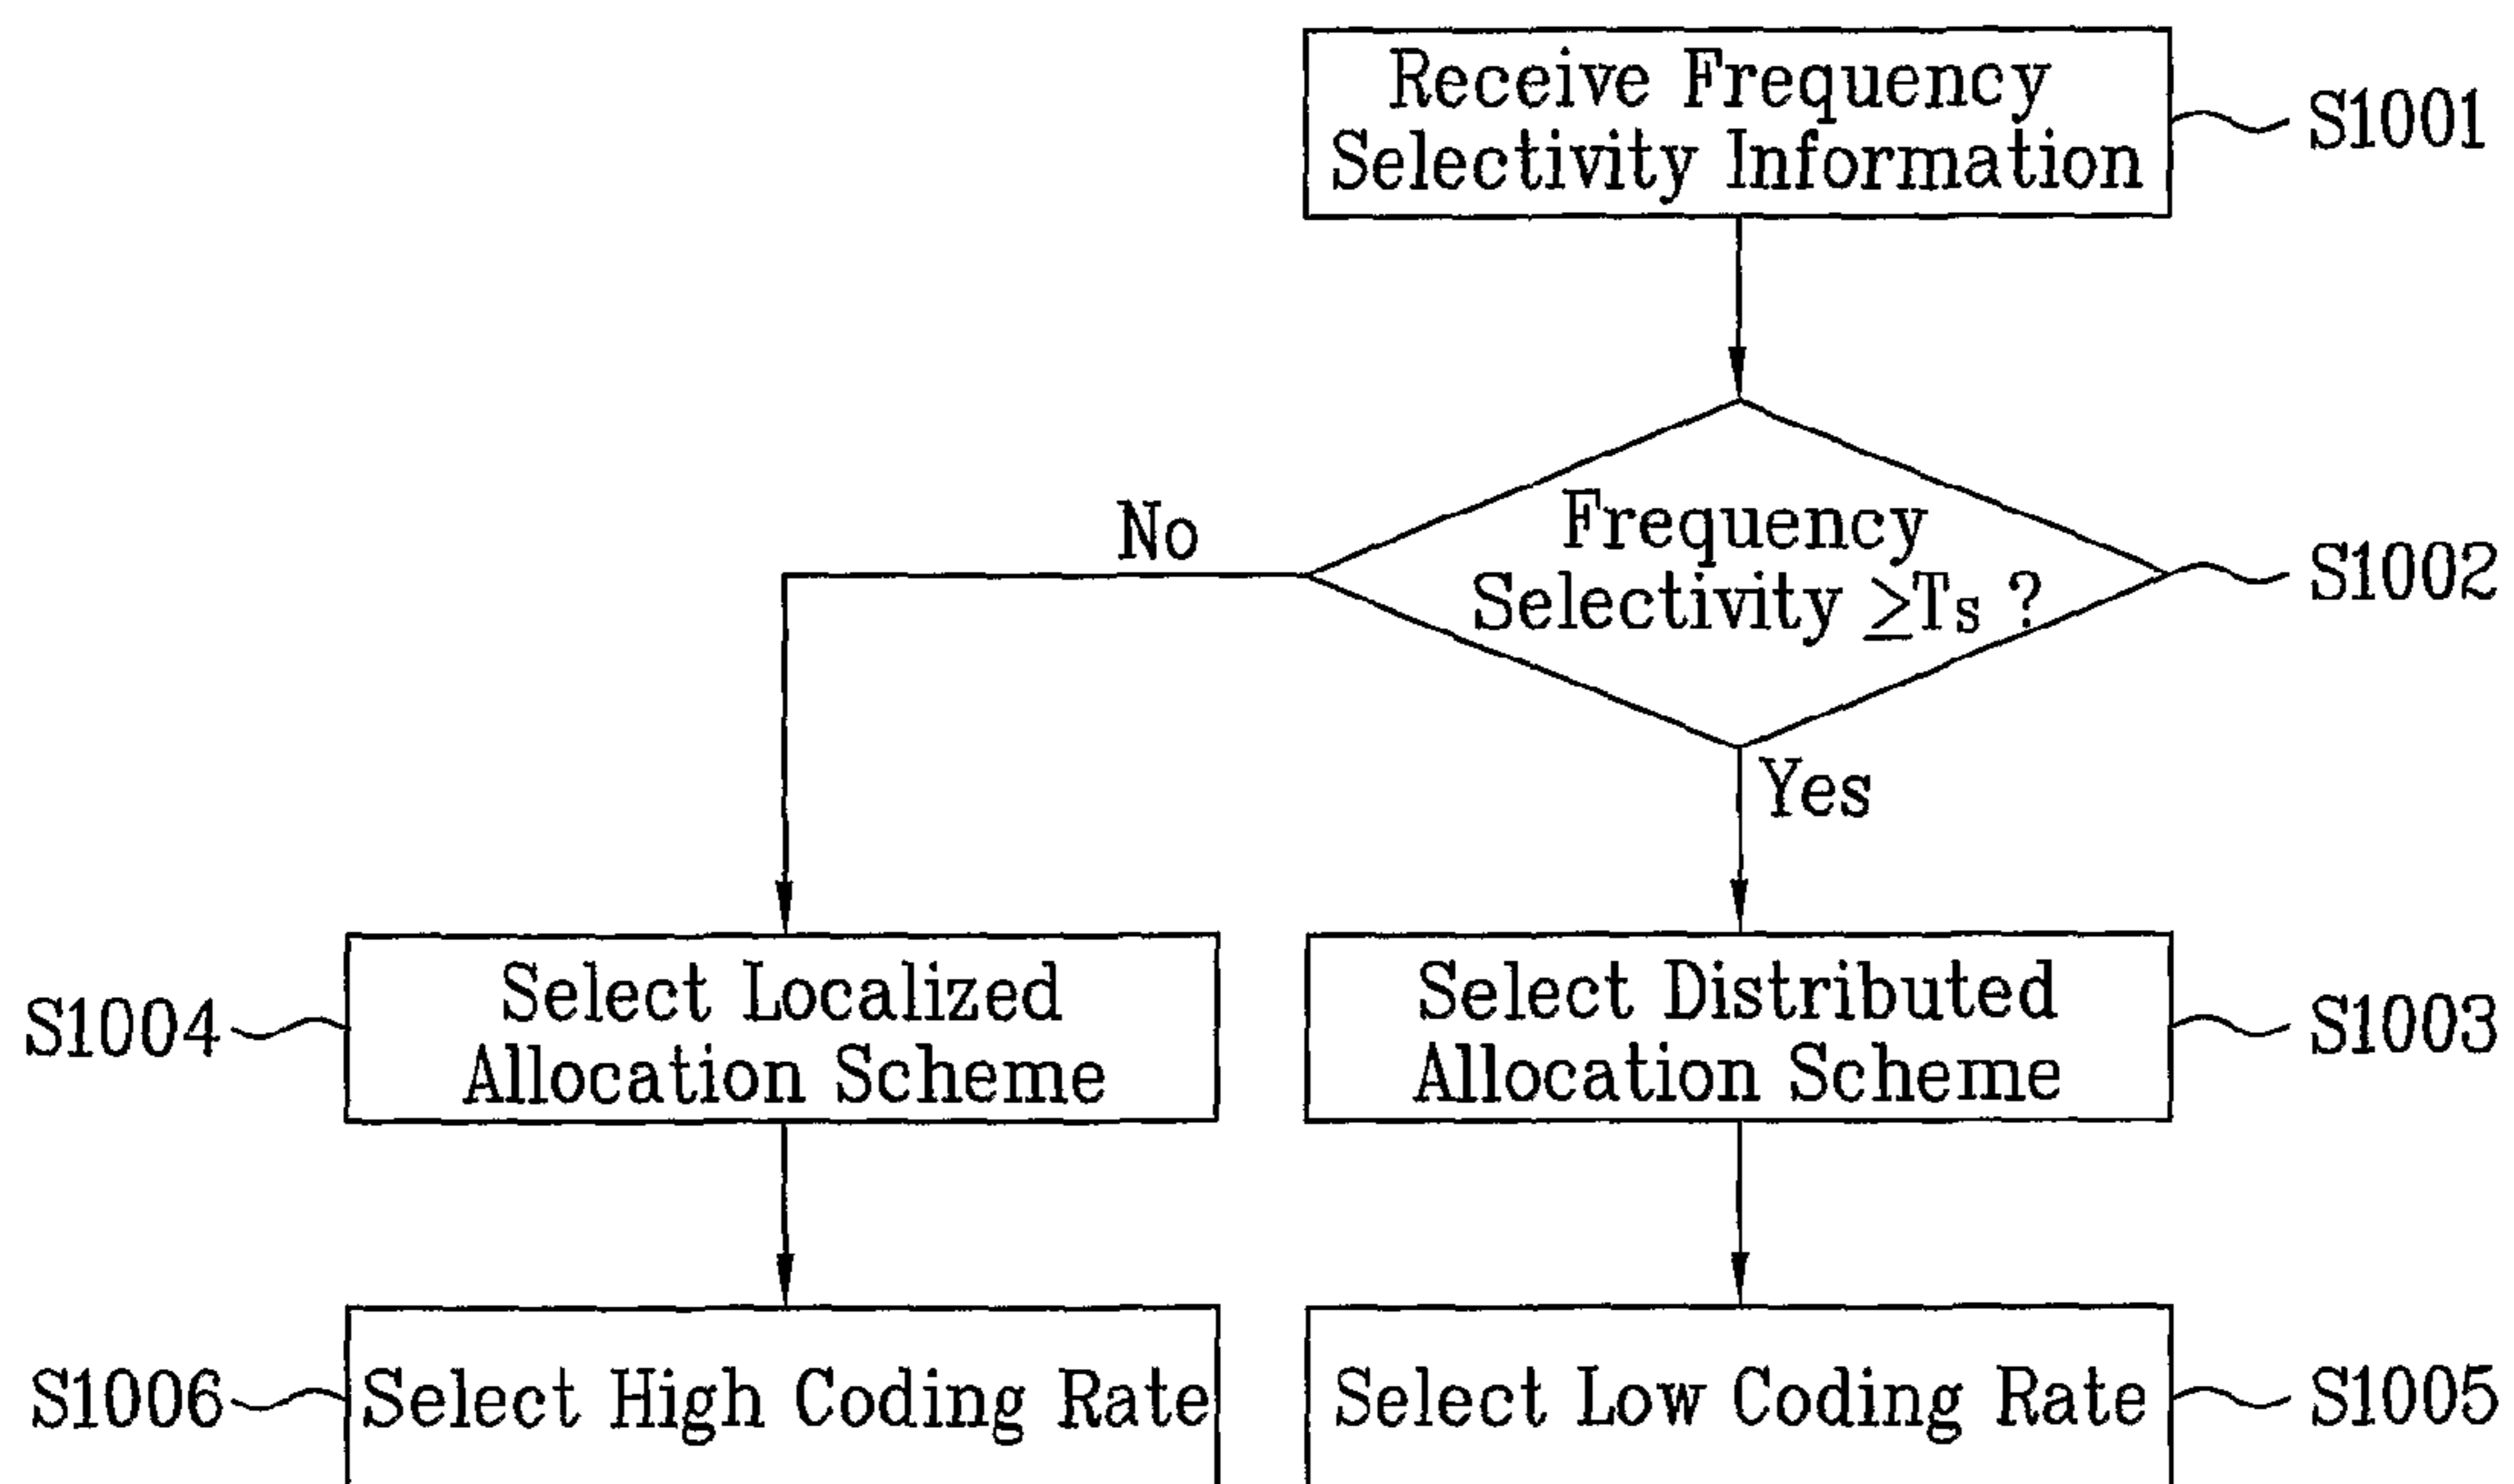 Receive Frequency
Selectivity Information
S1001
No
Frequency
Selectivity ≥Ts ?
S1002
Yes
S1004
Select Localized
Allocation Scheme
Select Distributed
Allocation Scheme
S1003
S1006
Select High Coding Rate
Select Low Coding Rate
S1005